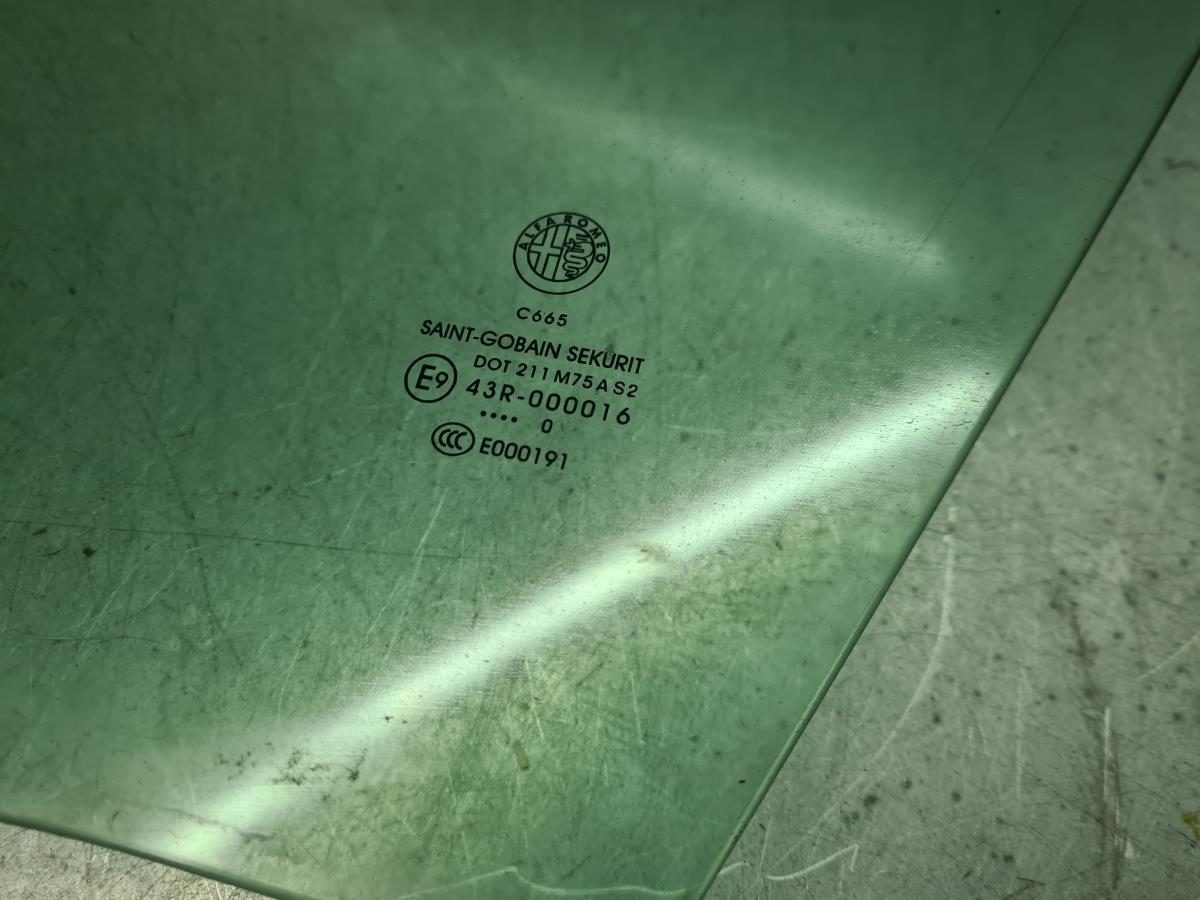 ALFA ROMEO
C665
SAINT-GOBAIN SEKURIT
DOT 211 M75 A S2
E9 43R-000016
.... 0
CCC E000191